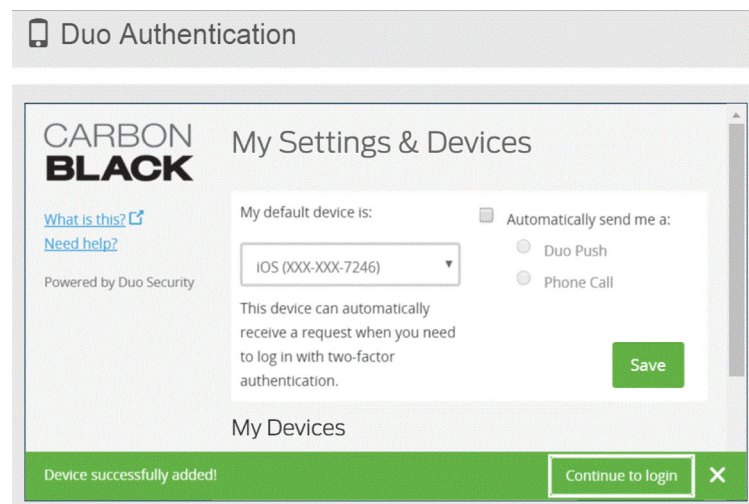 Duo Authentication
CARBON
BLACK
What is this?
Need help?
Powered by Duo Security
My Settings & Devices
My default device is:
iOS (XXX-XXX-7246)
This device can automatically
receive a request when you need
to log in with two-factor
authentication.
Automatically send me a:
Duo Push
Phone Call
Save
My Devices
Device successfully added!
Continue to login